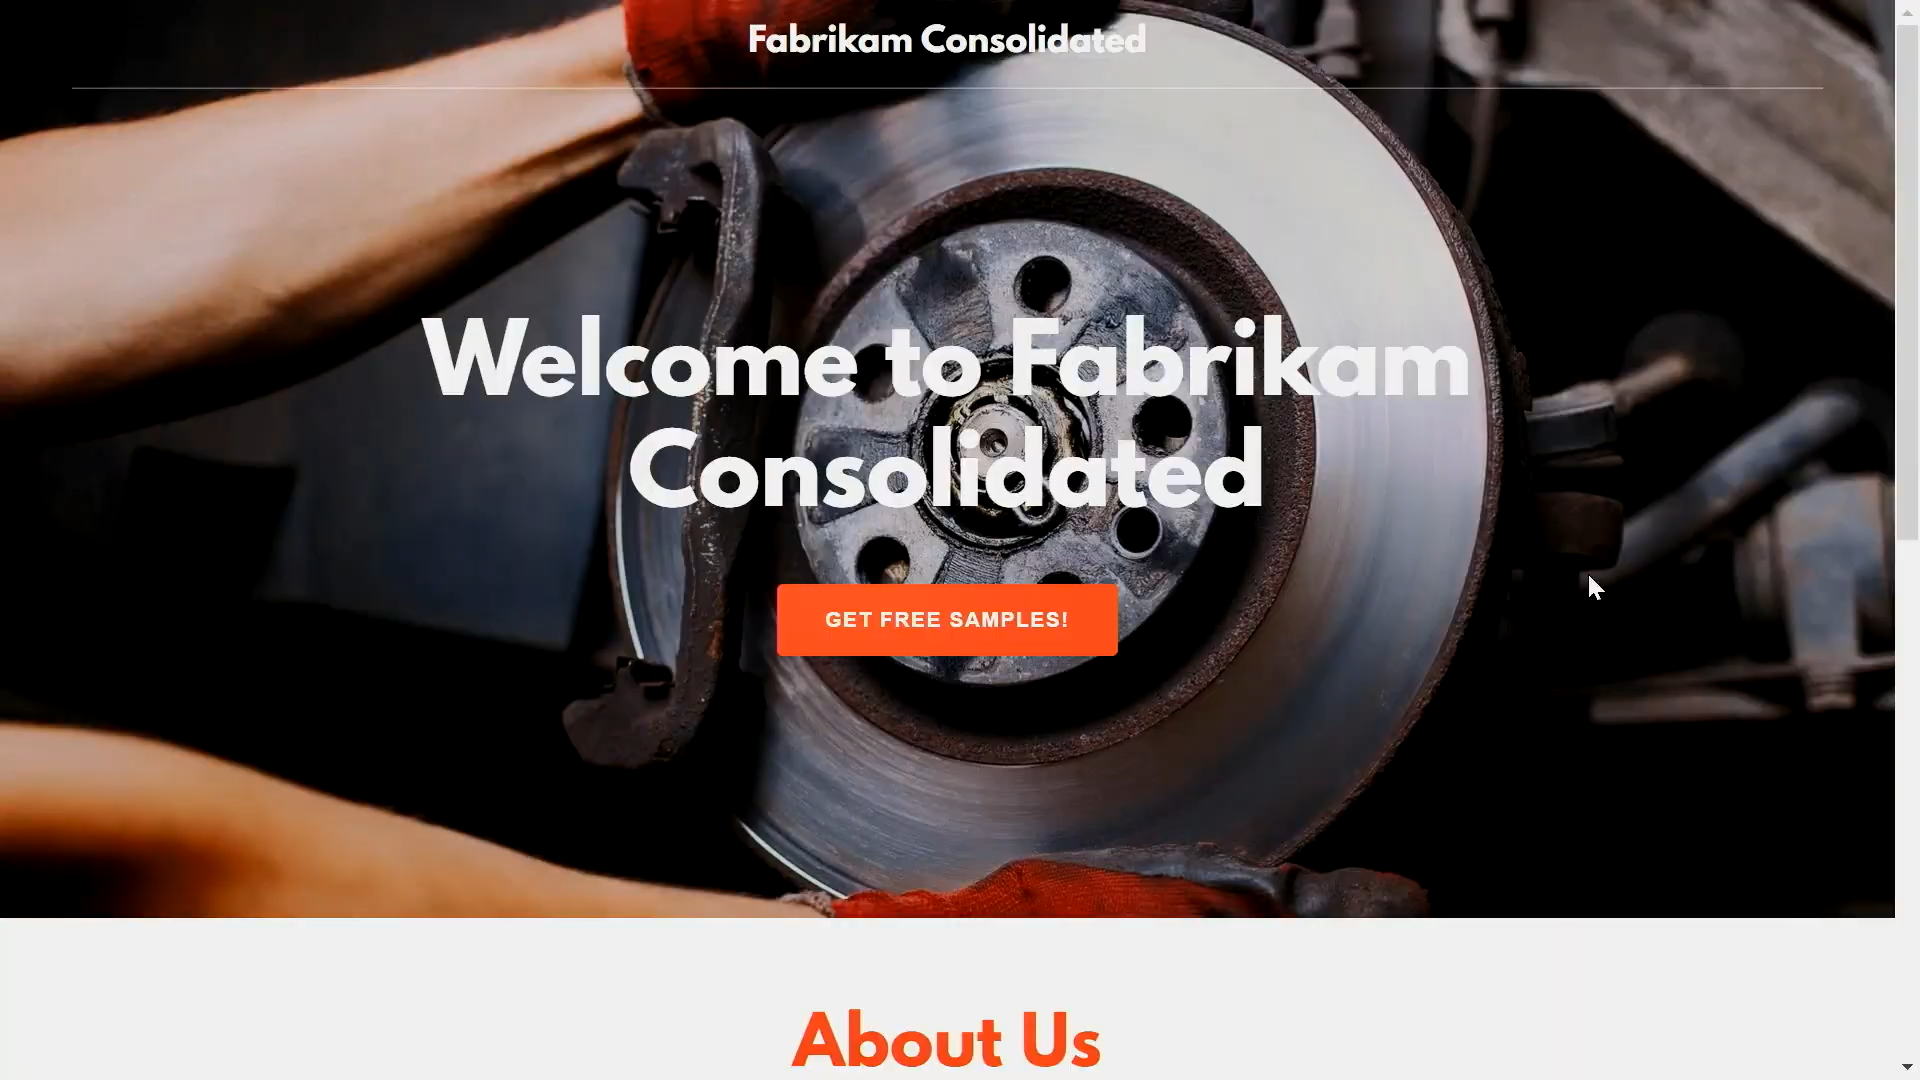 Fabrikam Consolidated
Welcome to Fabrikam
Consolidated
GET FREE SAMPLES!
About Us